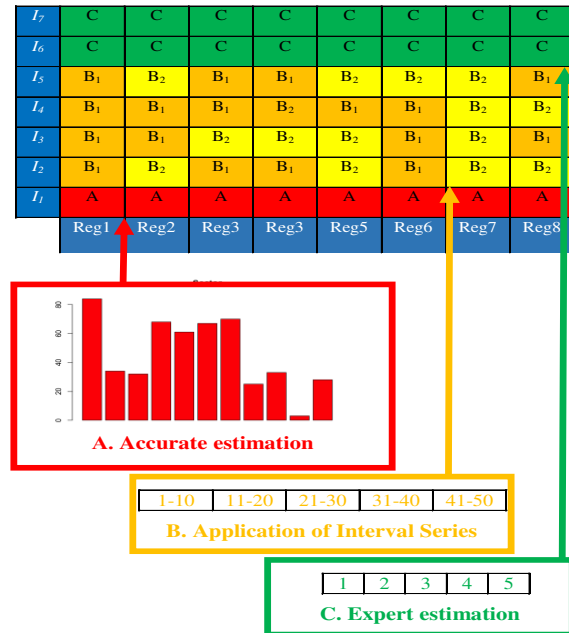 I7 C C C C C C C C
I6 C C C C C C C C
I5 B1 B2 B1 B1 B2 B2 B2 B1
I4 B1 B1 B1 B2 B1 B1 B2 B2
I3 B1 B1 B2 B2 B2 B1 B2 B1
I2 B1 B2 B1 B1 B2 B1 B2 B2
I1 A A A A A A A A
Reg1 Reg2 Reg3 Reg3 Reg5 Reg6 Reg7 Reg8
80
60
40
20
0
A. Accurate estimation
1-10 11-20 21-30 31-40 41-50
B. Application of Interval Series
1 2 3 4 5
C. Expert estimation